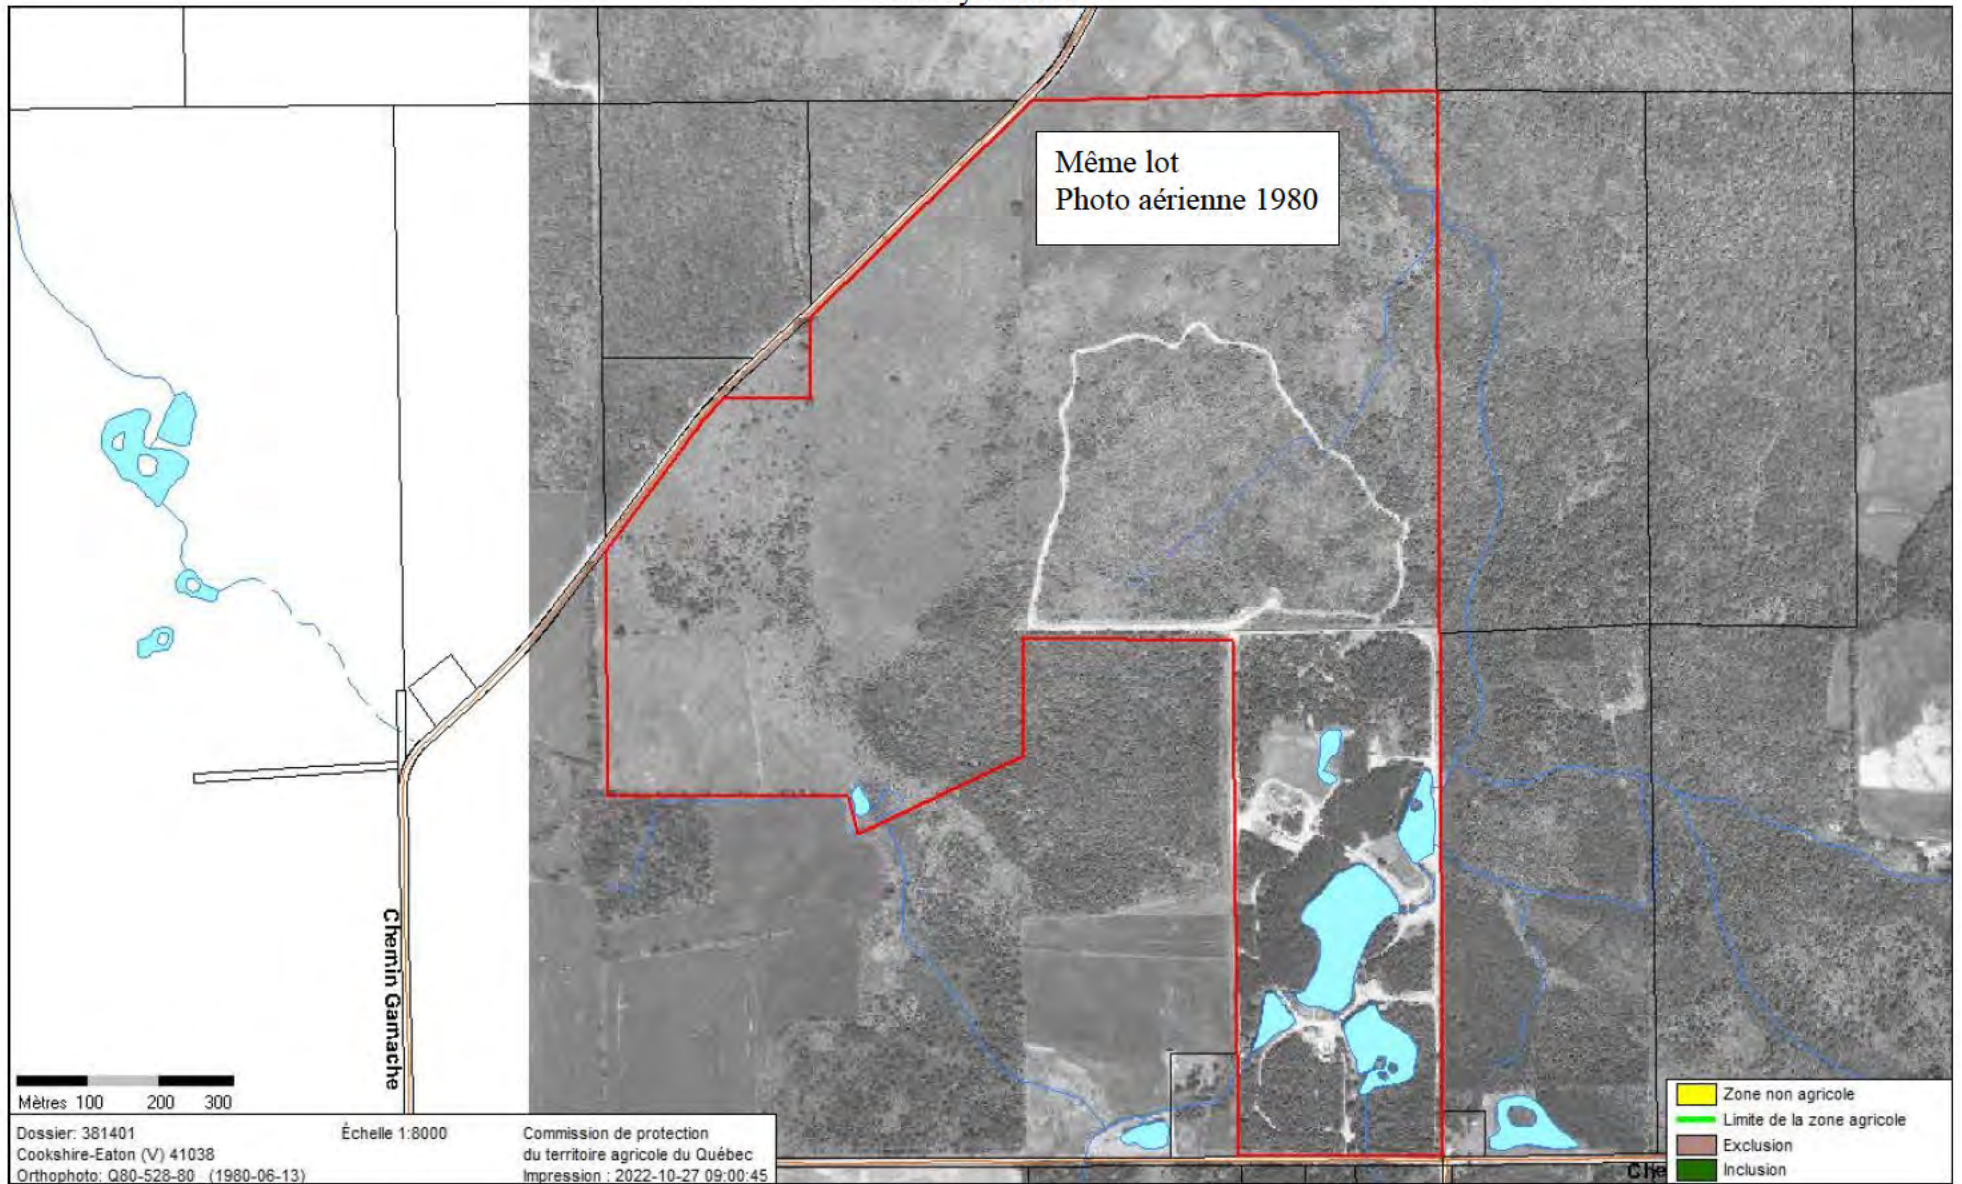 Même lot
Photo aérienne 1980
Chemin Gamache
Mètres 100 200 300
Dossier: 381401
Échelle 1:8000
Cookshire-Eaton (V) 41038
Orthophoto: Q80-528-80 (1980-06-13)
Commission de protection
du territoire agricole du Québec
Impression : 2022-10-27 09:00:45
Zone non agricole
Limite de la zone agricole
Exclusion
Inclusion
Che